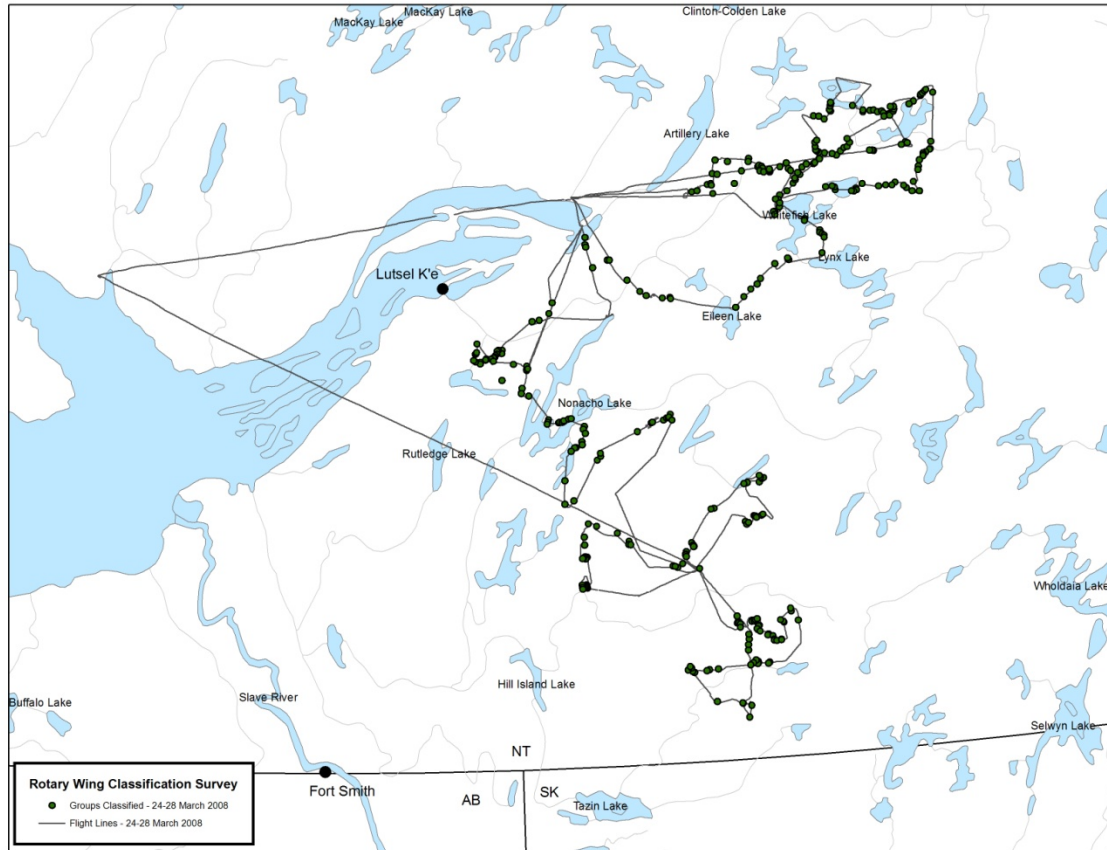 MacKay Lake
Clinton-Colden Lake
MacKay Lake
Artillery Lake
Whitefish Lake
Lynx Lake
Lutsel K'e
Eileen Lake
Nonacho Lake
Rutledge Lake
Wholdaia Lake
Hill Island Lake
Slave River
Buffalo Lake
Selwyn Lake
NT
Fort Smith
AB
SK
Tazin Lake
Rotary Wing Classification Survey
Groups Classified - 24-28 March 2008
Flight Lines - 24-28 March 2008